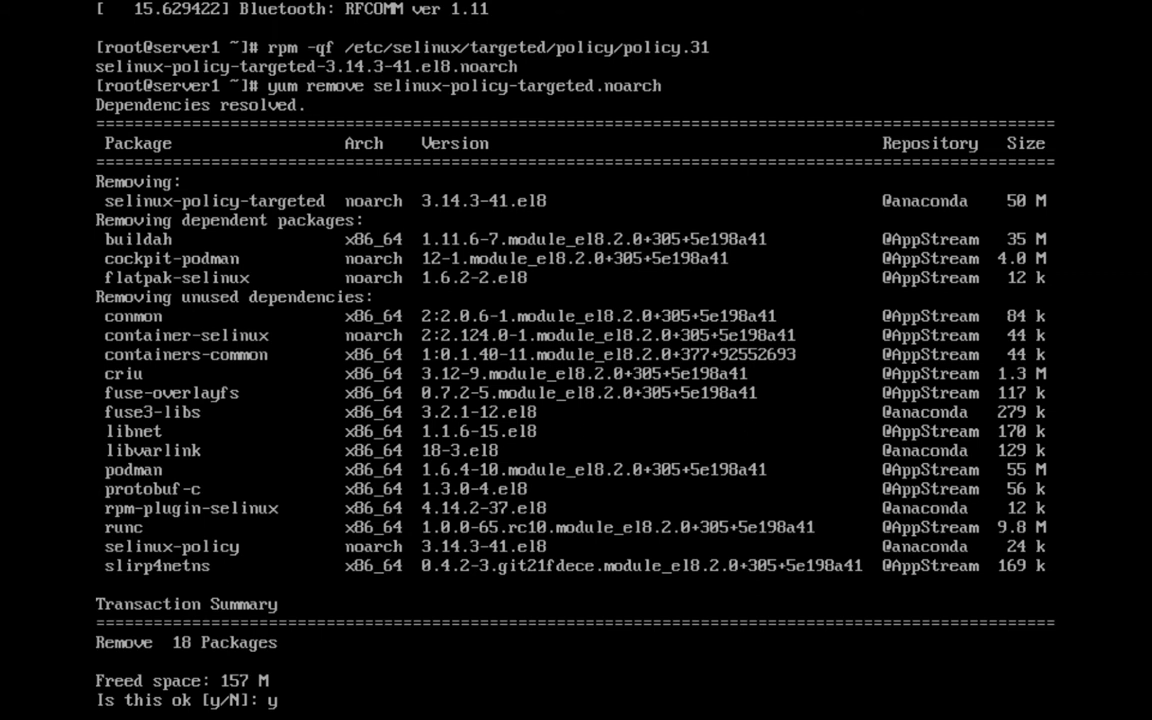 [   15.629422] Bluetooth: RFCOMM ver 1.11
[root@server1 ~]# rpm -qf /etc/selinux/targeted/policy/policy.31
selinux-policy-targeted-3.14.3-41.el8.noarch
[root@server1 ~]# yum remove selinux-policy-targeted.noarch
Dependencies resolved.
====================================================================================================
Package Arch Version Repository Size
====================================================================================================
Removing:
selinux-policy-targeted noarch 3.14.3-41.el8 @anaconda 50 M
Removing dependent packages:
buildah x86_64 1.11.6-7.module_el8.2.0+305+5e198a41 @AppStream 35 M
cockpit-podman noarch 12-1.module_el8.2.0+305+5e198a41 @AppStream 4.0 M
flatpak-selinux noarch 1.6.2-2.el8 @AppStream 12 k
Removing unused dependencies:
conmon x86_64 2:2.0.6-1.module_el8.2.0+305+5e198a41 @AppStream 84 k
container-selinux noarch 2:2.124.0-1.module_el8.2.0+305+5e198a41 @AppStream 44 k
containers-common x86_64 1:0.1.40-11.module_el8.2.0+377+92552693 @AppStream 44 k
criu x86_64 3.12-9.module_el8.2.0+305+5e198a41 @AppStream 1.3 M
fuse-overlayfs x86_64 0.7.2-5.module_el8.2.0+305+5e198a41 @AppStream 117 k
fuse3-libs x86_64 3.2.1-12.el8 @anaconda 279 k
libnet x86_64 1.1.6-15.el8 @AppStream 170 k
libvarlink x86_64 18-3.el8 @anaconda 129 k
podman x86_64 1.6.4-10.module_el8.2.0+305+5e198a41 @AppStream 55 M
protobuf-c x86_64 1.3.0-4.el8 @AppStream 56 k
rpm-plugin-selinux x86_64 4.14.2-37.el8 @anaconda 12 k
runc x86_64 1.0.0-65.rc10.module_el8.2.0+305+5e198a41 @AppStream 9.8 M
selinux-policy noarch 3.14.3-41.el8 @anaconda 24 k
slirp4netns x86_64 0.4.2-3.git21fdece.module_el8.2.0+305+5e198a41 @AppStream 169 k
Transaction Summary
====================================================================================================
Remove  18 Packages
Freed space: 157 M
Is this ok [y/N]: y